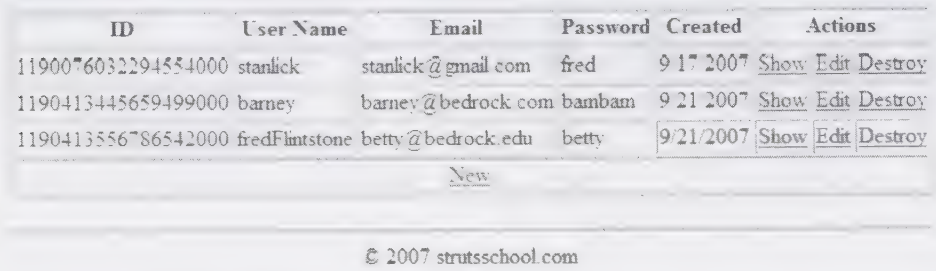 ID User Name Email Password Created Actions
1190076032294554000 stanlick stanlick@gmail.com fred 9/17/2007 Show Edit Destroy
1190413445659499000 barney barney@bedrock.com bambam 9/21/2007 Show Edit Destroy
1190413556786542000 fredFlintstone betty@bedrock.edu betty 9/21/2007 Show Edit Destroy
New
© 2007 strutsschool.com